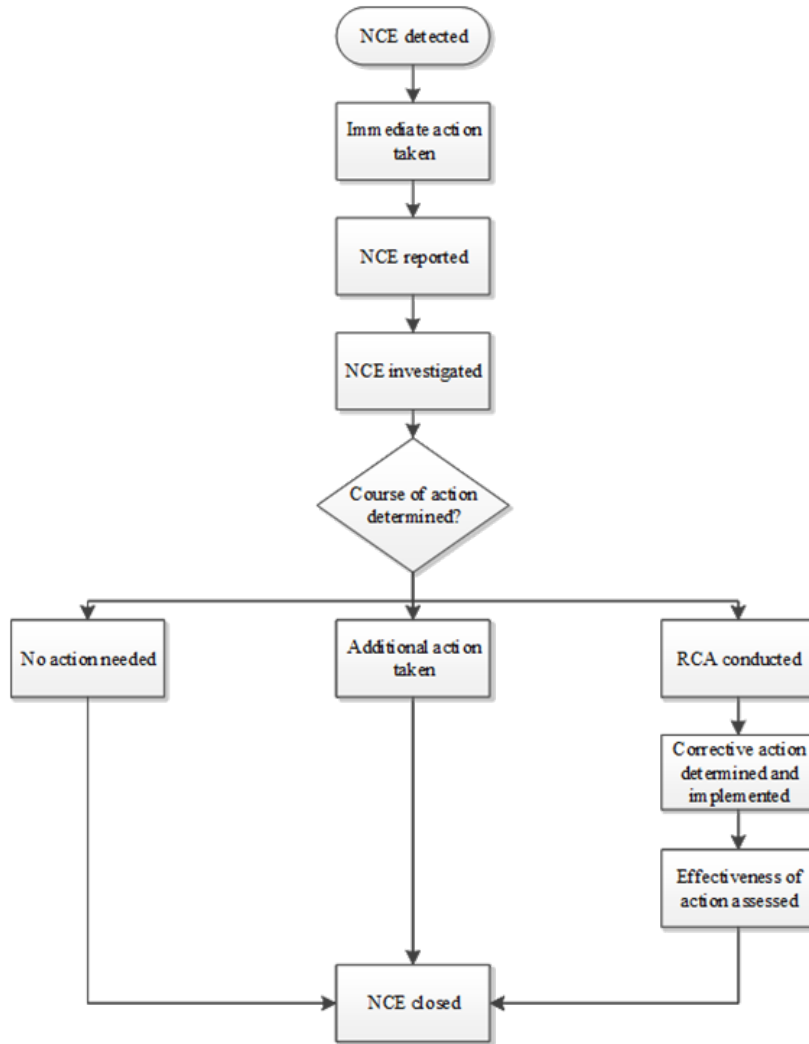 NCE detected
Immediate action
taken
NCE reported
NCE investigated
Course of action
determined?
No action needed
Additional action
taken
RCA conducted
Corrective action
determined and
implemented
Effectiveness of
action assessed
NCE closed